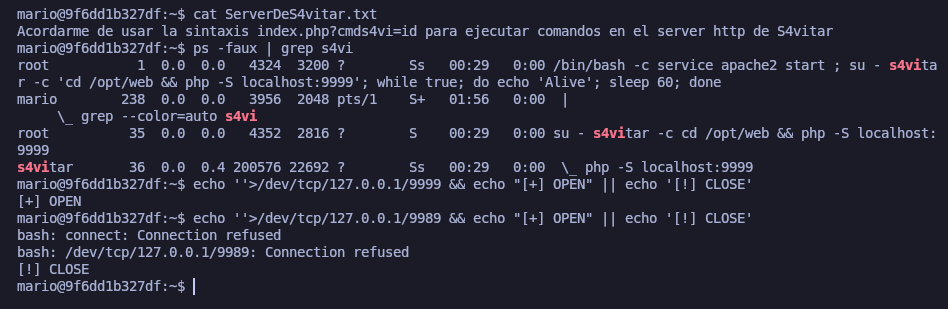 mario@9f6dd1b327df:~$ cat ServerDeS4vitar.txt
Acordarme de usar la sintaxis index.php?cmds4vi=id para ejecutar comandos en el server http de S4vitar
mario@9f6dd1b327df:~$ ps -faux | grep s4vi
root           1  0.0  0.0   4324  3200 ?        Ss   00:29   0:00 /bin/bash -c service apache2 start ; su - s4vita
r -c 'cd /opt/web && php -S localhost:9999'; while true; do echo 'Alive'; sleep 60; done
mario        238  0.0  0.0   3956  2048 pts/1    S+   01:56   0:00  |
     \_ grep --color=auto s4vi
root          35  0.0  0.0   4352  2816 ?        S    00:29   0:00 su - s4vitar -c cd /opt/web && php -S localhost:
9999
s4vitar       36  0.0  0.4 200576 22692 ?        Ss   00:29   0:00  \_ php -S localhost:9999
mario@9f6dd1b327df:~$ echo ''>/dev/tcp/127.0.0.1/9999 && echo "[+] OPEN" || echo '[!] CLOSE'
[+] OPEN
mario@9f6dd1b327df:~$ echo ''>/dev/tcp/127.0.0.1/9989 && echo "[+] OPEN" || echo '[!] CLOSE'
bash: connect: Connection refused
bash: /dev/tcp/127.0.0.1/9989: Connection refused
[!] CLOSE
mario@9f6dd1b327df:~$